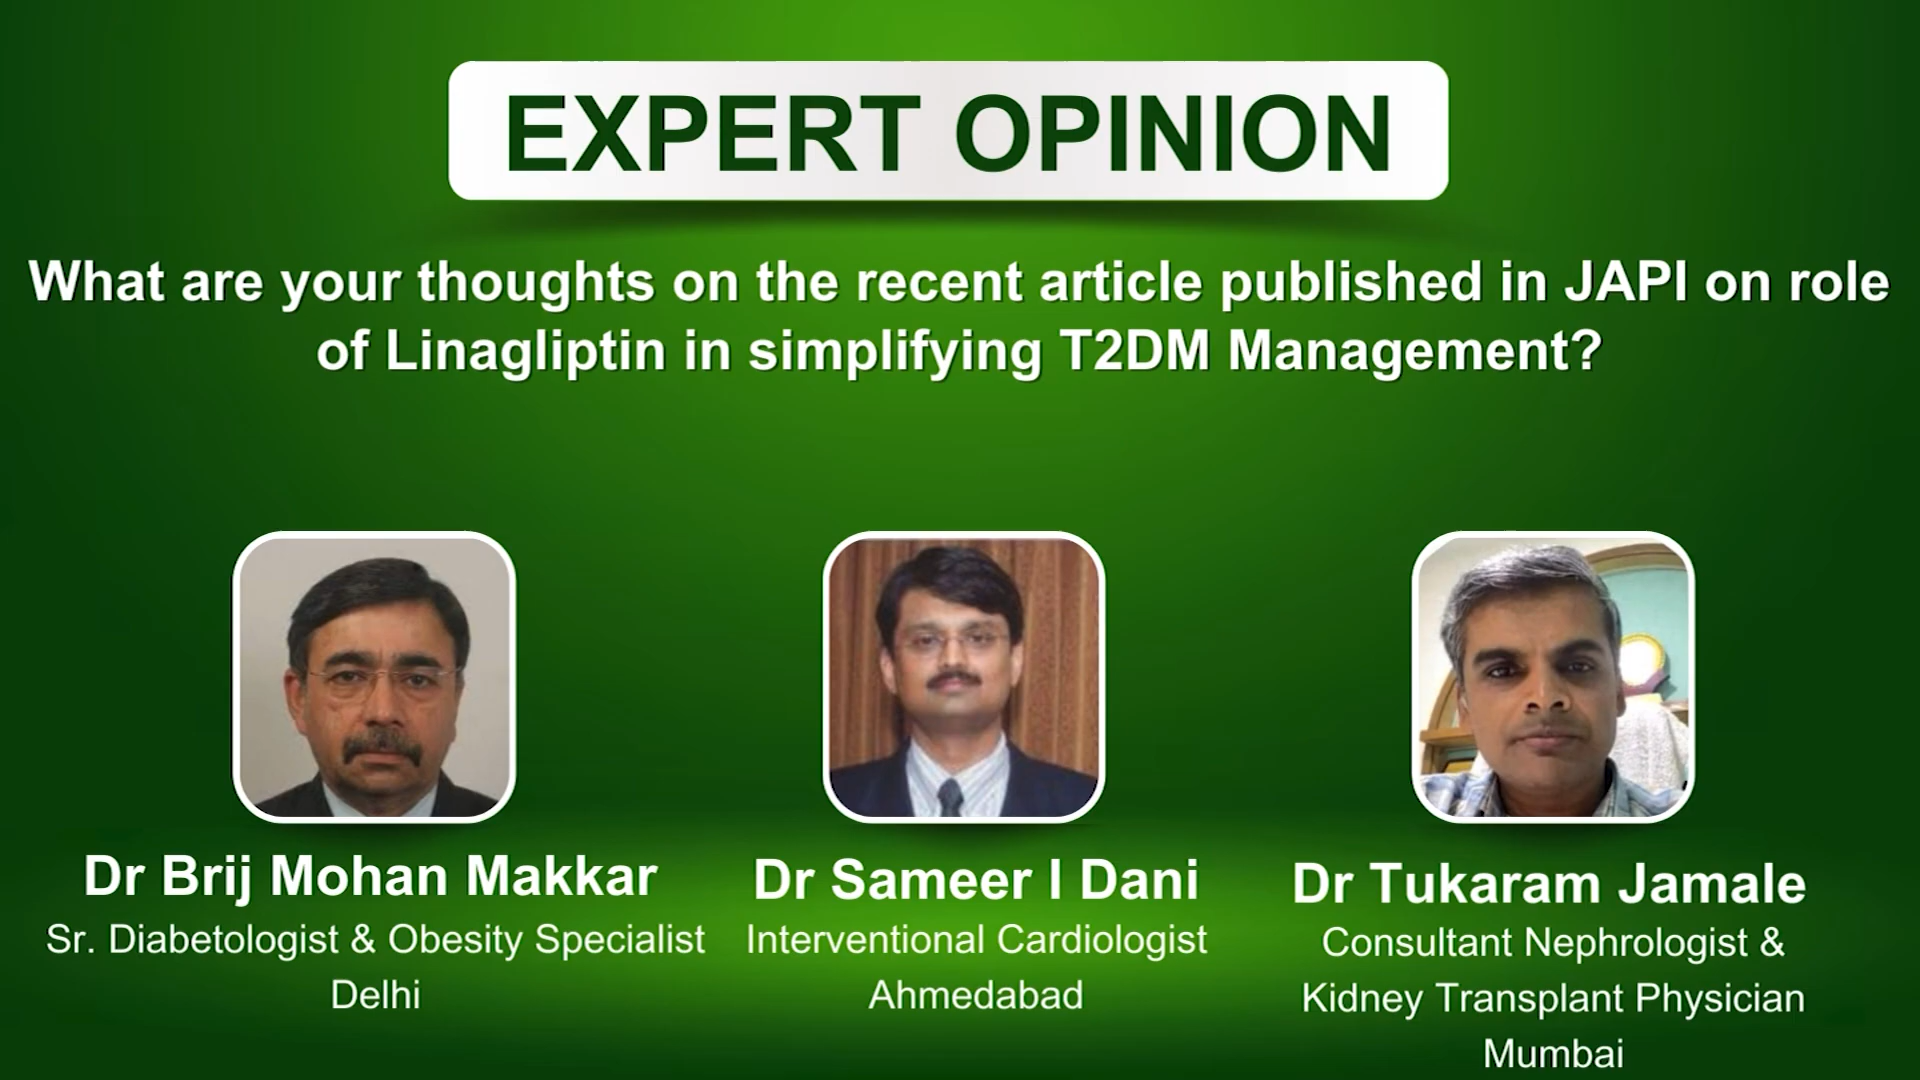 EXPERT OPINION
What are your thoughts on the recent article published in JAPI on role
of Linagliptin in simplifying T2DM Management?
Dr Brij Mohan Makkar
Sr. Diabetologist & Obesity Specialist
Delhi
Dr Sameer I Dani
Interventional Cardiologist
Ahmedabad
Dr Tukaram Jamale
Consultant Nephrologist &
Kidney Transplant Physician
Mumbai